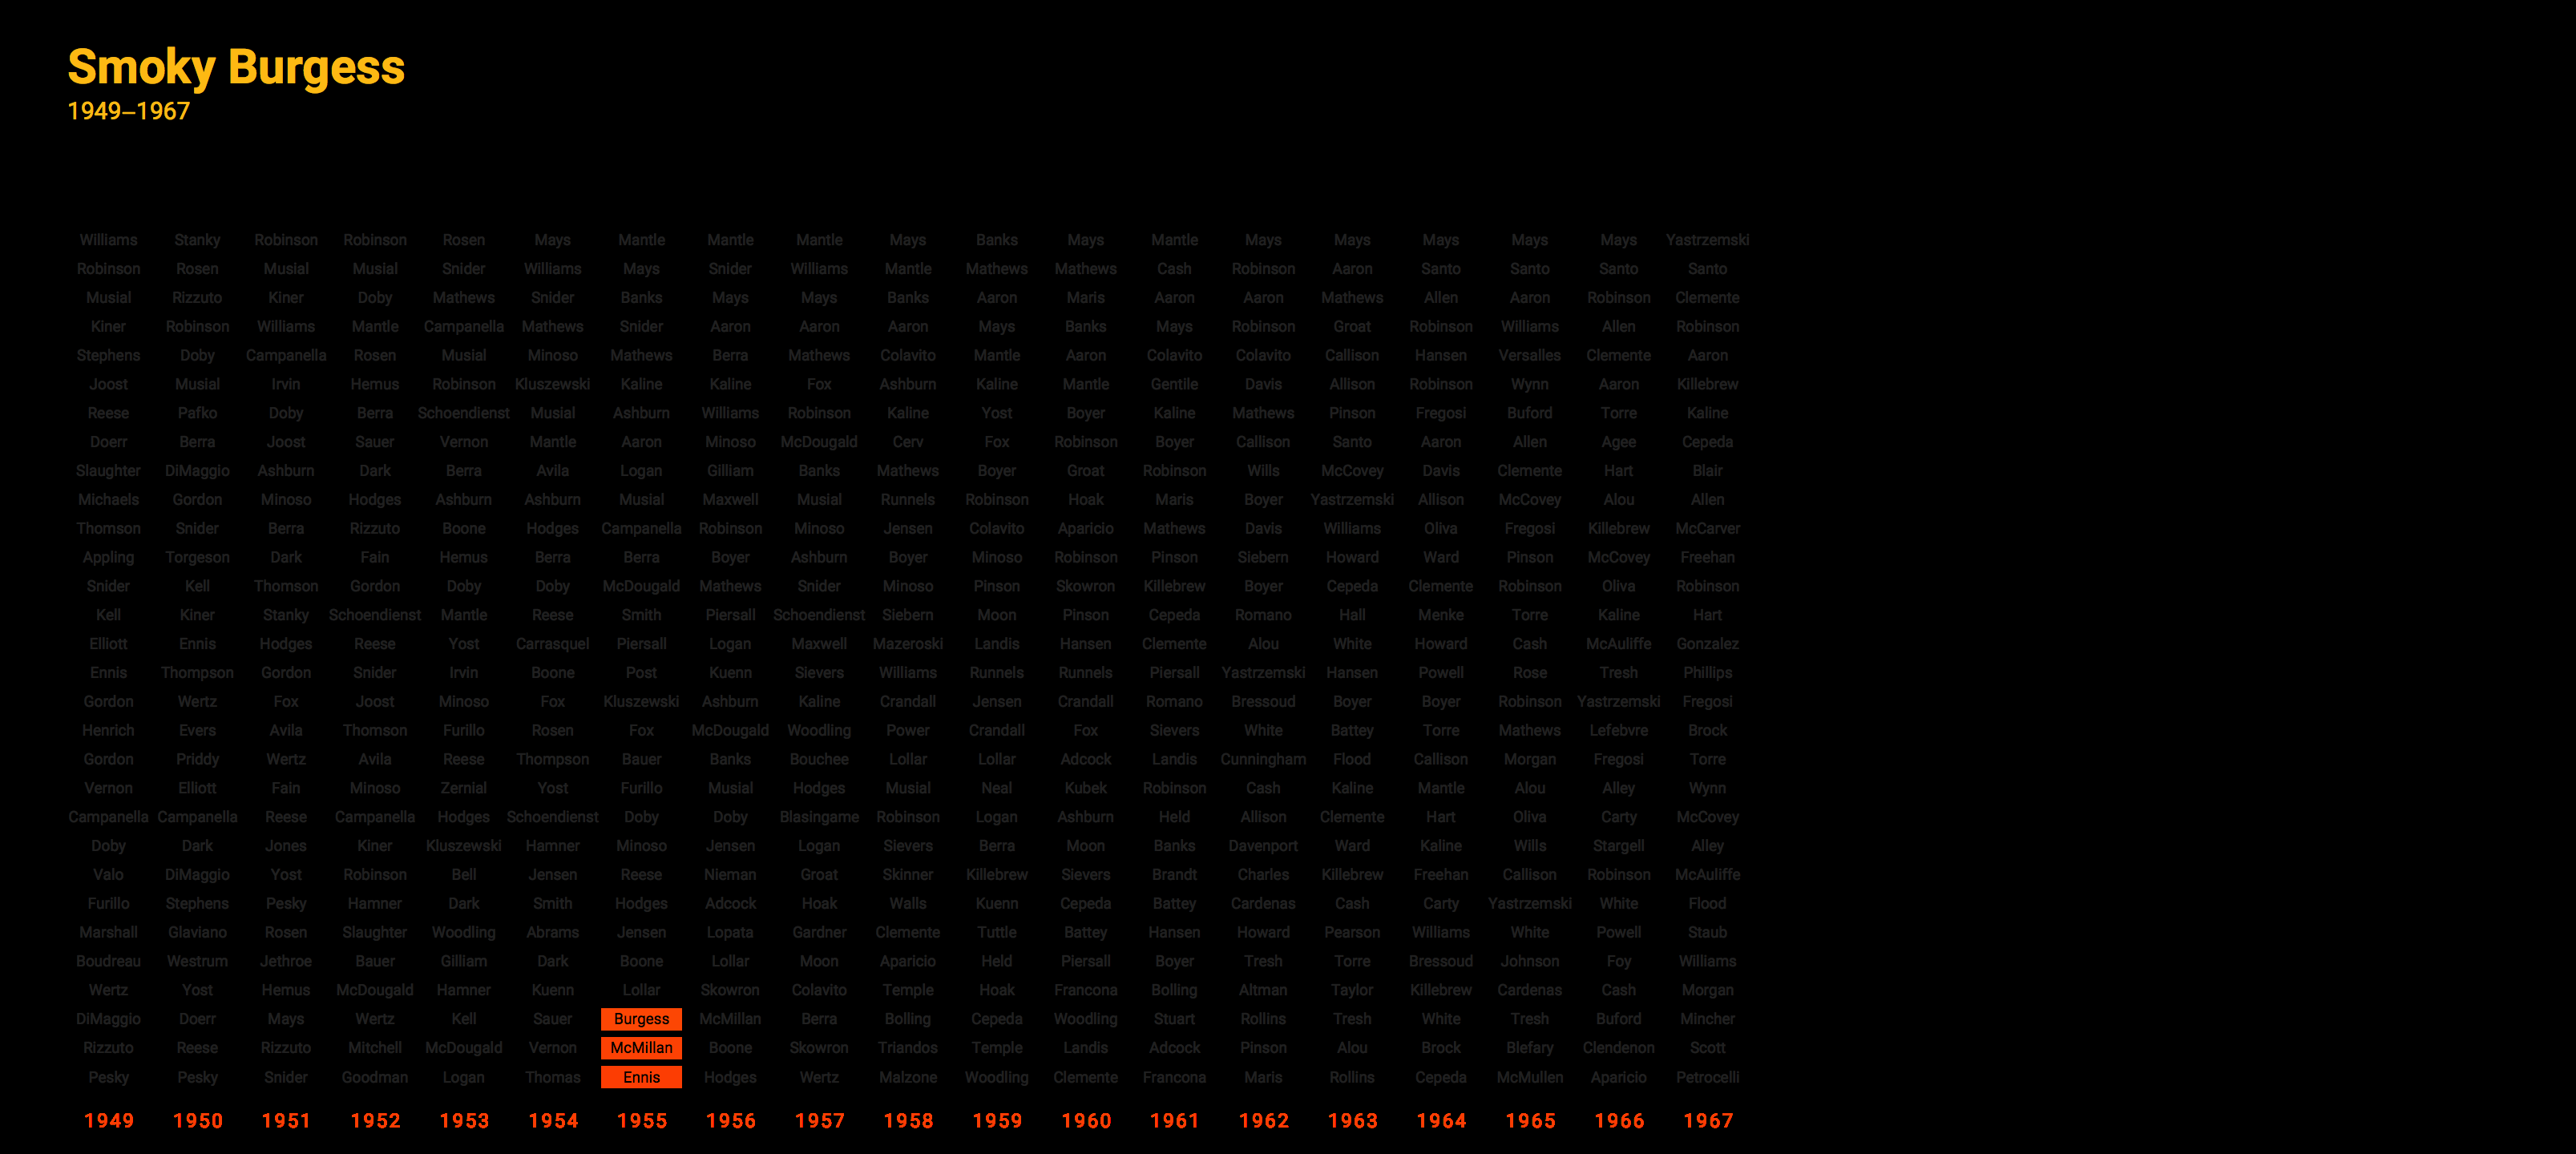 Smoky Burgess
1949–1967
Williams Stanky Robinson Robinson Rosen Mays Mantle Mantle Mantle Mays Banks Mays Mantle Mays Mays Mays Mays Mays Yastrzemski
Robinson Rosen Musial Musial Snider Williams Mays Snider Williams Mantle Mathews Mathews Cash Robinson Aaron Santo Santo Santo Santo
Musial Rizzuto Kiner Doby Mathews Snider Banks Mays Mays Banks Aaron Maris Aaron Aaron Mathews Allen Aaron Robinson Clemente
Kiner Robinson Williams Mantle Campanella Mathews Snider Aaron Aaron Aaron Mays Banks Mays Robinson Groat Robinson Williams Allen Robinson
Stephens Doby Campanella Rosen Musial Minoso Mathews Berra Mathews Colavito Mantle Aaron Colavito Colavito Callison Hansen Versalles Clemente Aaron
Joost Musial Irvin Hemus Robinson Kluszewski Kaline Kaline Fox Ashburn Kaline Mantle Gentile Davis Allison Robinson Wynn Aaron Killebrew
Reese Pafko Doby Berra Schoendienst Musial Ashburn Williams Robinson Kaline Yost Boyer Kaline Mathews Pinson Fregosi Buford Torre Kaline
Doerr Berra Joost Sauer Vernon Mantle Aaron Minoso McDougald Cerv Fox Robinson Boyer Callison Santo Aaron Allen Agee Cepeda
Slaughter DiMaggio Ashburn Dark Berra Avila Logan Gilliam Banks Mathews Boyer Groat Robinson Wills McCovey Davis Clemente Hart Blair
Michaels Gordon Minoso Hodges Ashburn Ashburn Musial Maxwell Musial Runnels Robinson Hoak Maris Boyer Yastrzemski Allison McCovey Alou Allen
Thomson Snider Berra Rizzuto Boone Hodges Campanella Robinson Minoso Jensen Colavito Aparicio Mathews Davis Williams Oliva Fregosi Killebrew McCarver
Appling Torgeson Dark Fain Hemus Berra Berra Boyer Ashburn Boyer Minoso Robinson Pinson Siebern Howard Ward Pinson McCovey Freehan
Snider Kell Thomson Gordon Doby Doby McDougald Mathews Snider Minoso Pinson Skowron Killebrew Boyer Cepeda Clemente Robinson Oliva Robinson
Kell Kiner Stanky Schoendienst Mantle Reese Smith Piersall Schoendienst Siebern Moon Pinson Cepeda Romano Hall Menke Torre Kaline Hart
Elliott Ennis Hodges Reese Yost Carrasquel Piersall Logan Maxwell Mazeroski Landis Hansen Clemente Alou White Howard Cash McAuliffe Gonzalez
Ennis Thompson Gordon Snider Irvin Boone Post Kuenn Sievers Williams Runnels Runnels Piersall Yastrzemski Hansen Powell Rose Tresh Phillips
Gordon Wertz Fox Joost Minoso Fox Kluszewski Ashburn Kaline Crandall Jensen Crandall Romano Bressoud Boyer Boyer Robinson Yastrzemski Fregosi
Henrich Evers Avila Thomson Furillo Rosen Fox McDougald Woodling Power Crandall Fox Sievers White Battey Torre Mathews Lefebvre Brock
Gordon Priddy Wertz Avila Reese Thompson Bauer Banks Bouchee Lollar Lollar Adcock Landis Cunningham Flood Callison Morgan Fregosi Torre
Vernon Elliott Fain Minoso Zernial Yost Furillo Musial Hodges Musial Neal Kubek Robinson Cash Kaline Mantle Alou Alley Wynn
Campanella Campanella Reese Campanella Hodges Schoendienst Doby Doby Blasingame Robinson Logan Ashburn Held Allison Clemente Hart Oliva Carty McCovey
Doby Dark Jones Kiner Kluszewski Hamner Minoso Jensen Logan Sievers Berra Moon Banks Davenport Ward Kaline Wills Stargell Alley
Valo DiMaggio Yost Robinson Bell Jensen Reese Nieman Groat Skinner Killebrew Sievers Brandt Charles Killebrew Freehan Callison Robinson McAuliffe
Furillo Stephens Pesky Hamner Dark Smith Hodges Adcock Hoak Walls Kuenn Cepeda Battey Cardenas Cash Carty Yastrzemski White Flood
Marshall Glaviano Rosen Slaughter Woodling Abrams Jensen Lopata Gardner Clemente Tuttle Battey Hansen Howard Pearson Williams White Powell Staub
Boudreau Westrum Jethroe Bauer Gilliam Dark Boone Lollar Moon Aparicio Held Piersall Boyer Tresh Torre Bressoud Johnson Foy Williams
Wertz Yost Hemus McDougald Hamner Kuenn Lollar Skowron Colavito Temple Hoak Francona Bolling Altman Taylor Killebrew Cardenas Cash Morgan
DiMaggio Doerr Mays Wertz Kell Sauer Burgess McMillan Berra Bolling Cepeda Woodling Stuart Rollins Tresh White Tresh Buford Mincher
Rizzuto Reese Rizzuto Mitchell McDougald Vernon McMillan Boone Skowron Triandos Temple Landis Adcock Pinson Alou Brock Blefary Clendenon Scott
Pesky Pesky Snider Goodman Logan Thomas Ennis Hodges Wertz Malzone Woodling Clemente Francona Maris Rollins Cepeda McMullen Aparicio Petrocelli
1949 1950 1951 1952 1953 1954 1955 1956 1957 1958 1959 1960 1961 1962 1963 1964 1965 1966 1967